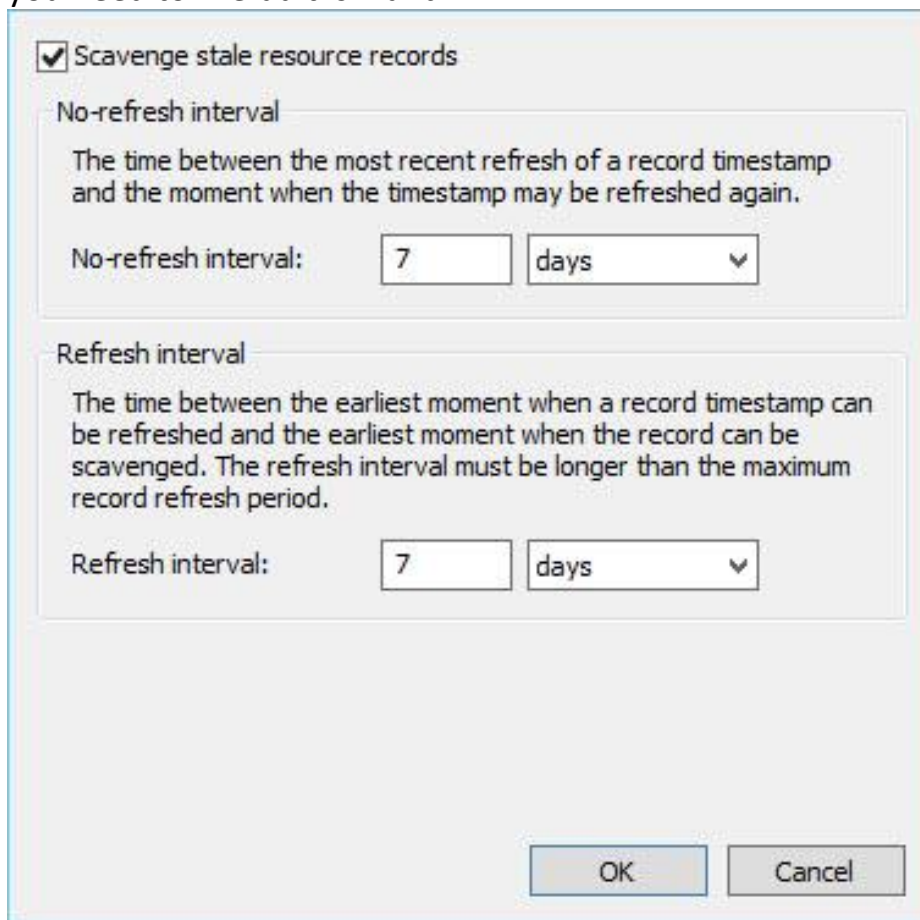 Scavenge stale resource records
No-refresh interval
The time between the most recent refresh of a record timestamp
and the moment when the timestamp may be refreshed again.
No-refresh interval: 7 days
Refresh interval
The time between the earliest moment when a record timestamp can
be refreshed and the earliest moment when the record can be
scavenged. The refresh interval must be longer than the maximum
record refresh period.
Refresh interval: 7 days
OK Cancel